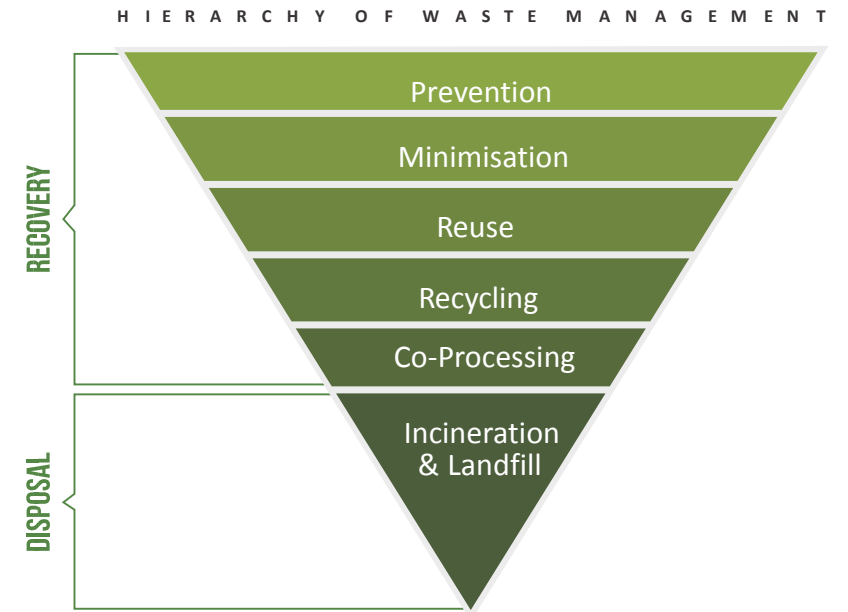 HIERARCHY OF WASTE MANAGEMENT
Prevention
Minimisation
Reuse
Recycling
Co-Processing
Incineration
& Landfill
RECOVERY
DISPOSAL